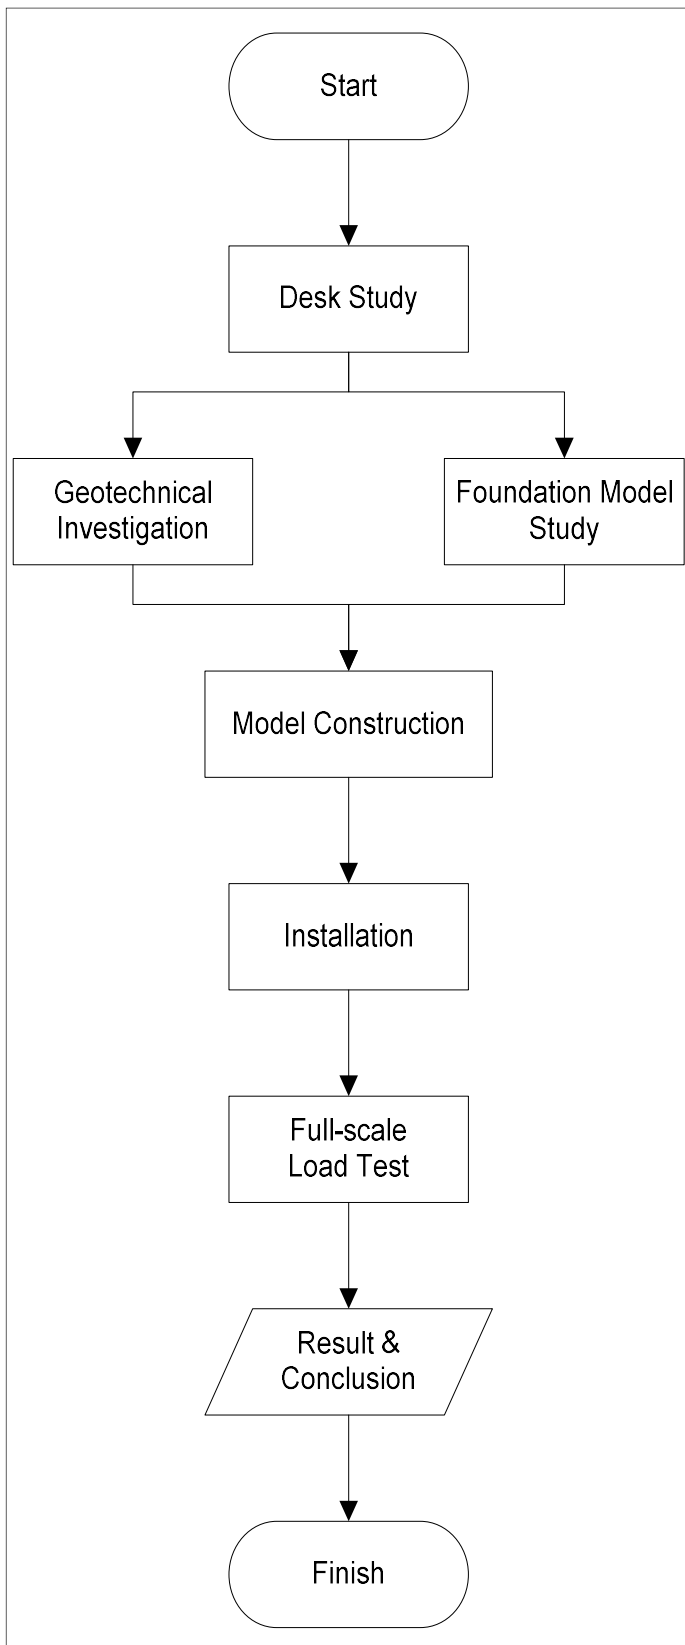 Start
Desk Study
Geotechnical
Investigation
Foundation Model
Study
Model Construction
Installation
Full-scale
Load Test
Result &
Conclusion
Finish